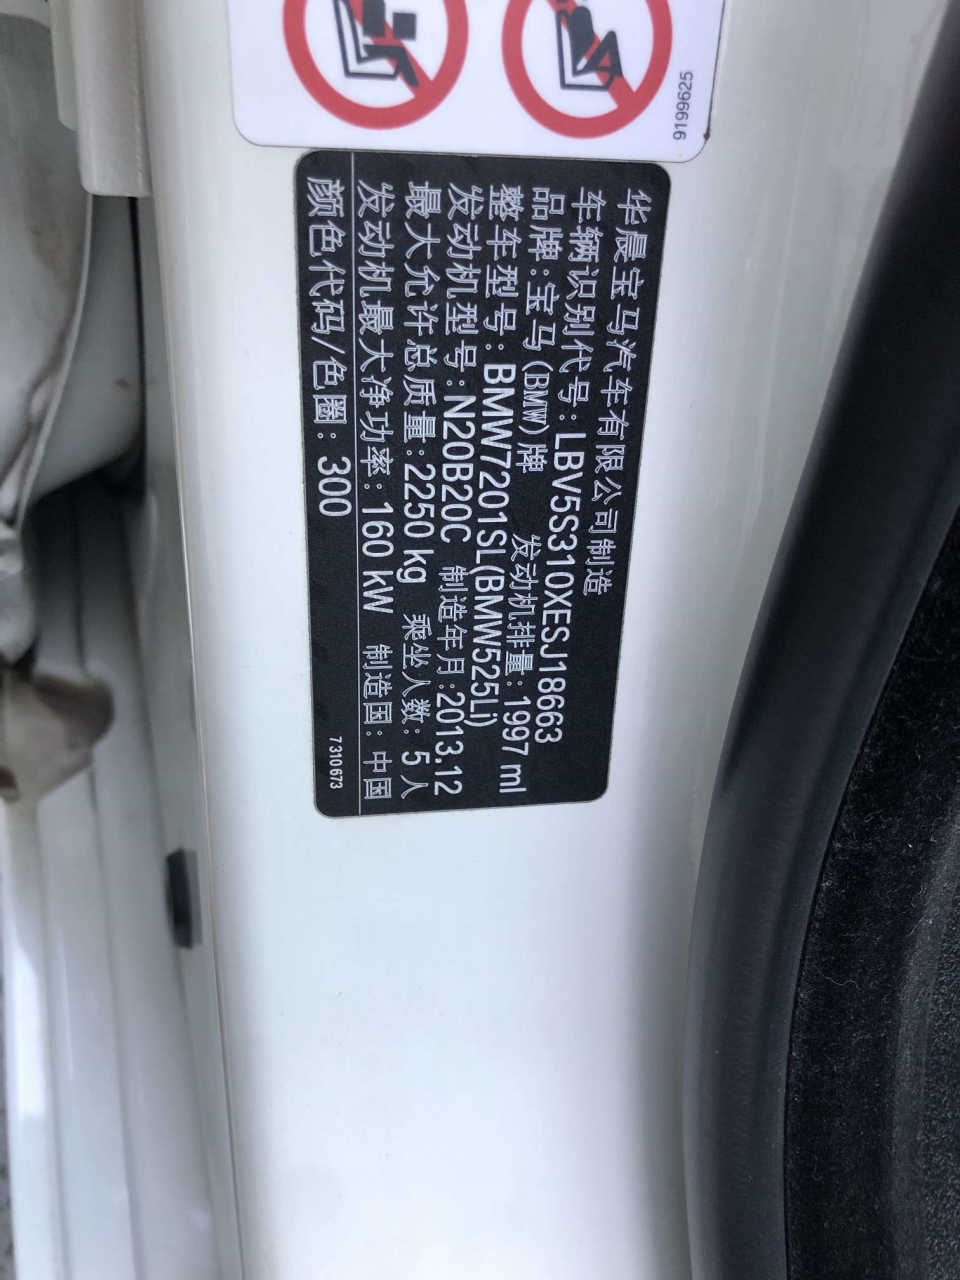 9199625
华晨宝马汽车有限公司制造
车辆识别代号: LBV5S310XESJ18663
品牌:宝马(BMW)牌 发动机排量:1997 ml
整车型号: BMW7201SL(BMW525Li)
发动机型号:N20B20C 制造年月:2013.12
最大允许总质量:2250 kg 乘坐人数: 5 人
发动机最大净功率: 160 kW 制造国: 中国
颜色代码/色圈: 300
7 310 673